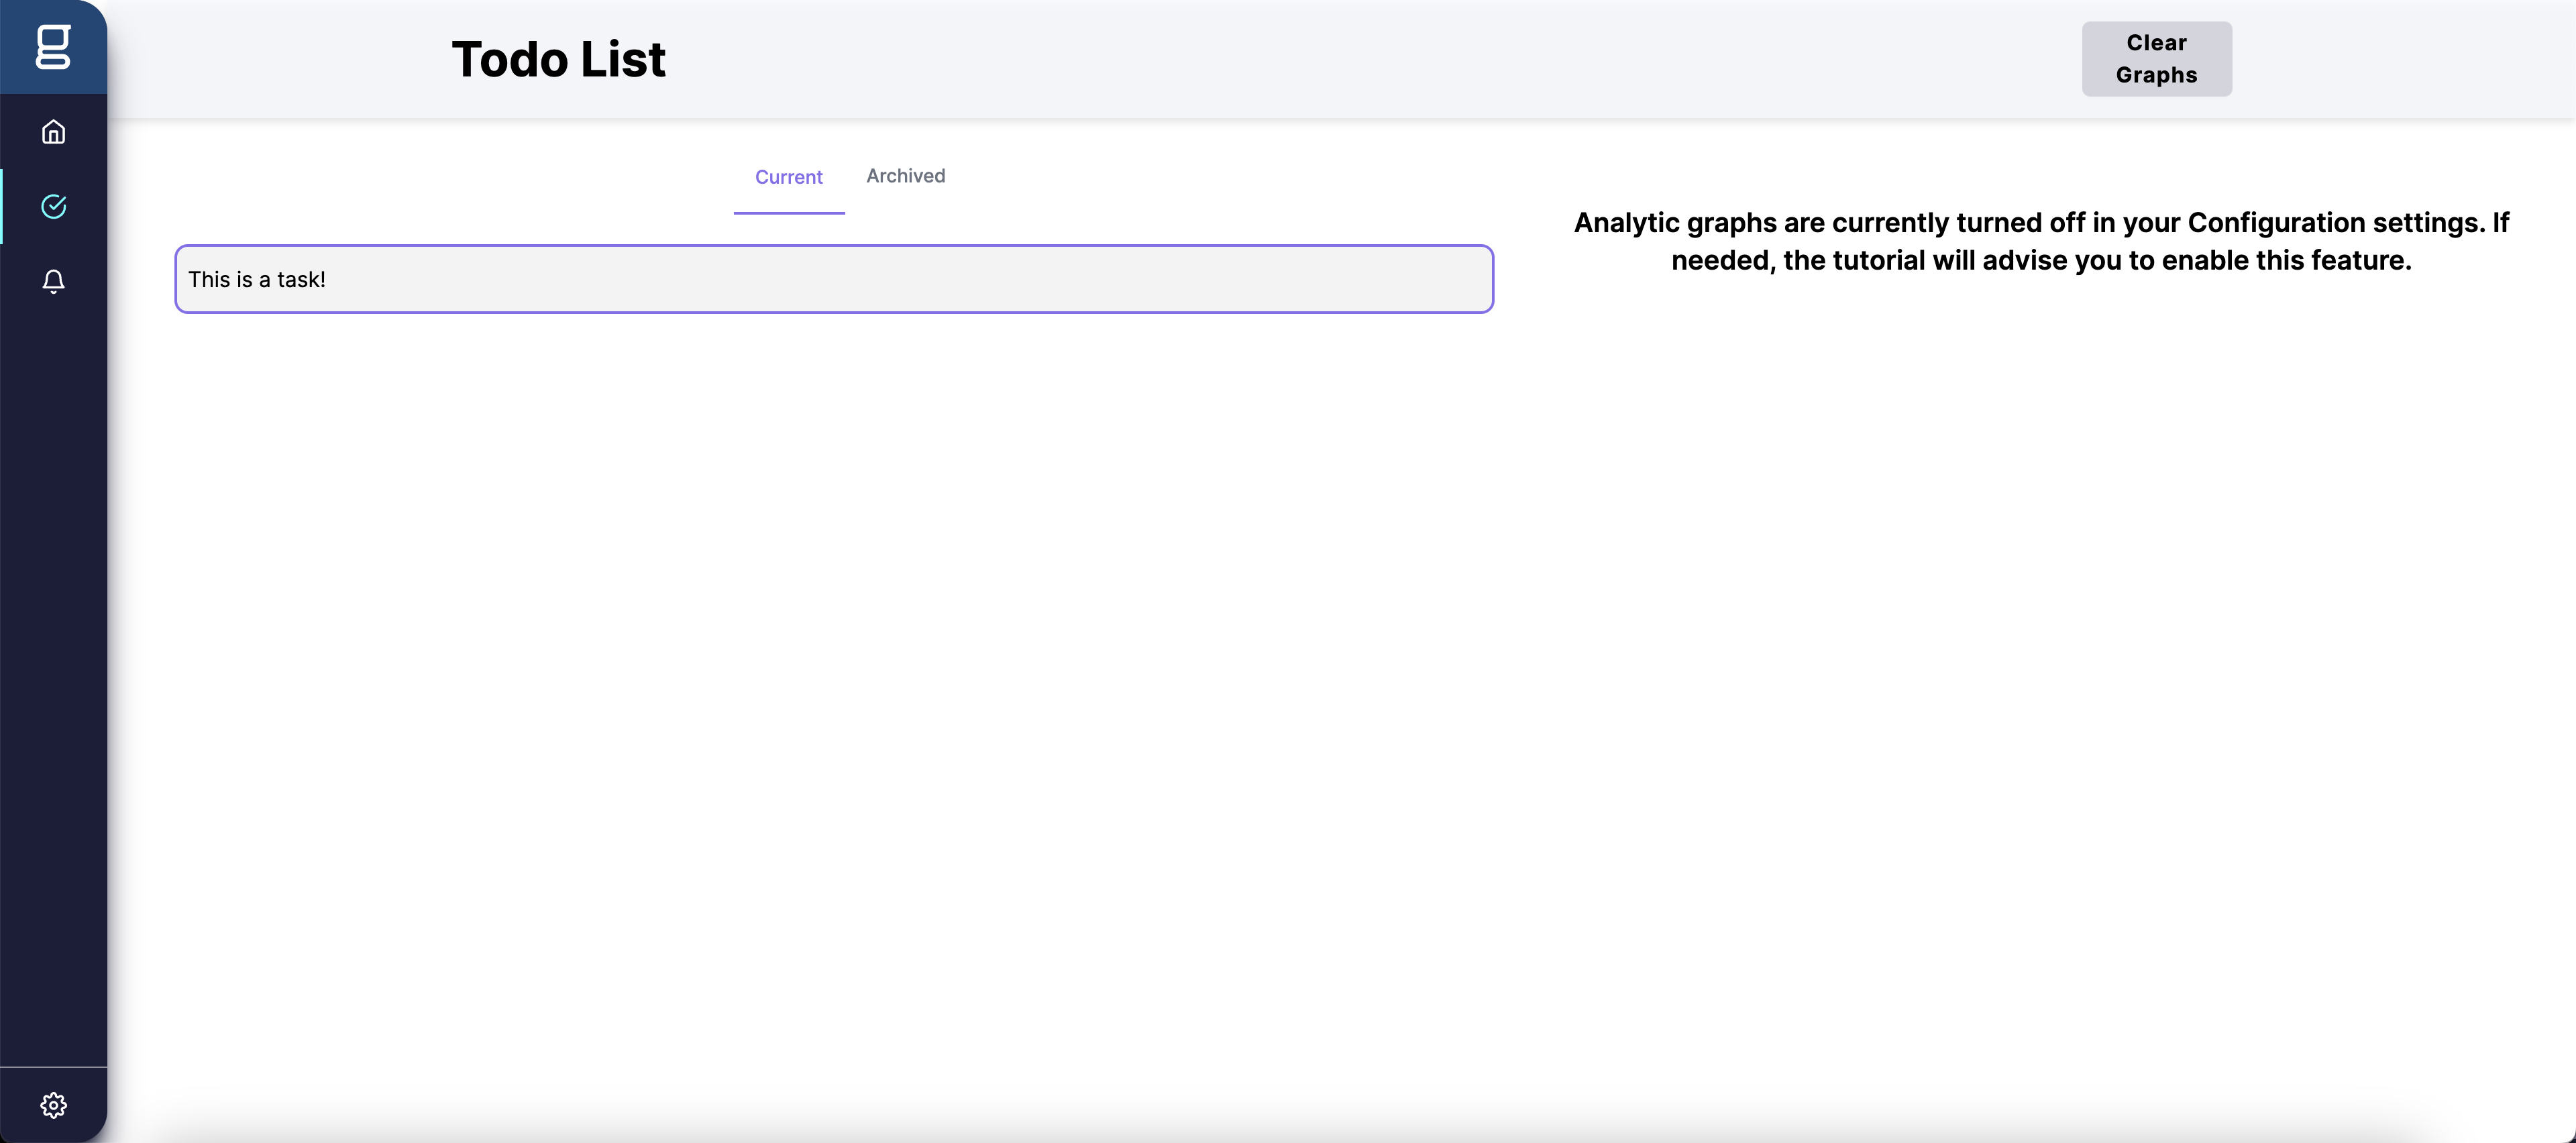 g
Todo List
Clear
Graphs
Current
Archived
Analytic graphs are currently turned off in your Configuration settings. If
needed, the tutorial will advise you to enable this feature.
This is a task!